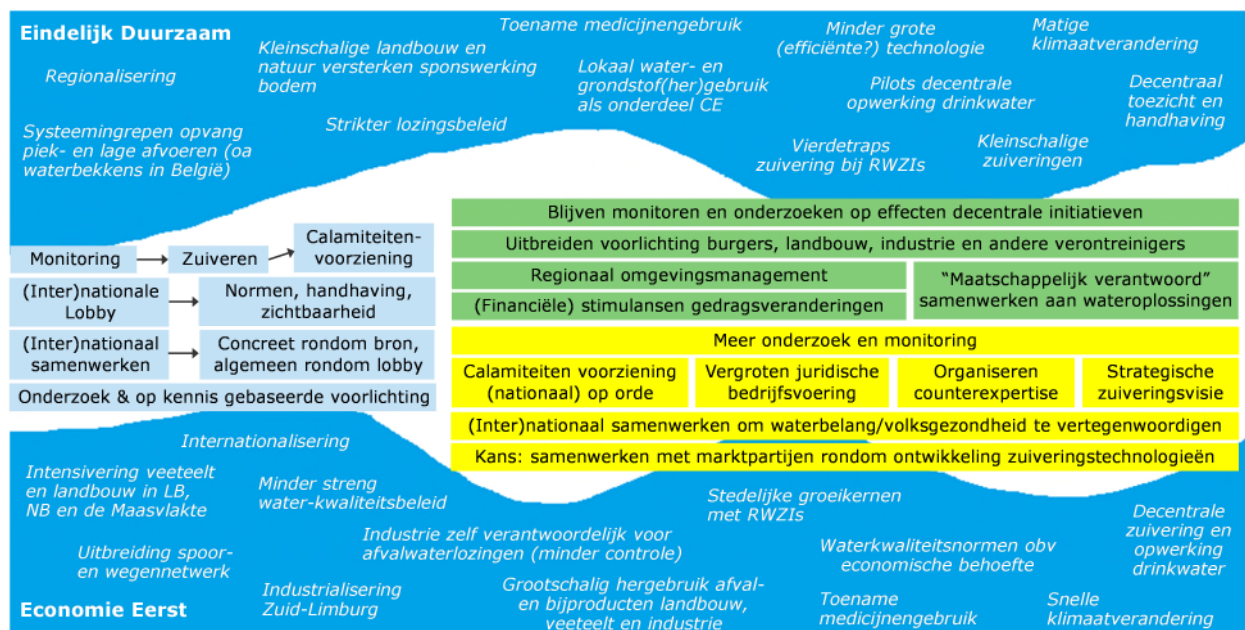 Eindelijk Duurzaam
Regionalisering
Systeemingrepen opvang
piek- en lage afvoeren (oa
waterbekkens in België)
Kleinschalige landbouw en
natuur versterken sponswerking
bodem
Strikter lozingsbeleid
Toename medicijnengebruik
Lokaal water- en
grondstof(her)gebruik
als onderdeel CE
Minder grote
(efficiënte?) technologie
Pilots decentrale
opwerking drinkwater
Vierdetraps
zuivering bij RWZIs
Matige
klimaatverandering
Decentraal
toezicht en
handhaving
Kleinschalige
zuiveringen
Monitoring
Zuiveren
Calamiteiten-
voorziening
(Inter)nationale
Lobby
Normen, handhaving,
zichtbaarheid
(Inter)nationaal
samenwerken
Concreet rondom bron,
algemeen rondom lobby
Onderzoek & op kennis gebaseerde voorlichting
Blijven monitoren en onderzoeken op effecten decentrale initiatieven
Uitbreiden voorlichting burgers, landbouw, industrie en andere verontreinigers
Regionaal omgevingsmanagement
(Financiële) stimulansen gedragsveranderingen
“Maatschappelijk verantwoord”
samenwerken aan wateroplossingen
Meer onderzoek en monitoring
Calamiteiten voorziening
(nationaal) op orde
Vergroten juridische
bedrijfsvoering
Organiseren
counterexpertise
Strategische
zuiveringsvisie
(Inter)nationaal samenwerken om waterbelang/volksgezondheid te vertegenwoordigen
Kans: samenwerken met marktpartijen rondom ontwikkeling zuiveringstechnologieën
Internationalisering
Intensivering veeteelt
en landbouw in LB,
NB en de Maasvlakte
Minder streng
water-kwaliteitsbeleid
Industrie zelf verantwoordelijk voor
afvalwaterlozingen (minder controle)
Uitbreiding spoor-
en wegennetwerk
Industrialisering
Zuid-Limburg
Grootschalig hergebruik afval-
en bijproducten landbouw,
veeteelt en industrie
Stedelijke groeikernen
met RWZIs
Waterkwaliteitsnormen obv
economische behoefte
Toename
medicijnengebruik
Decentrale
zuivering en
opwerking
drinkwater
Snelle
klimaatverandering
Economie Eerst